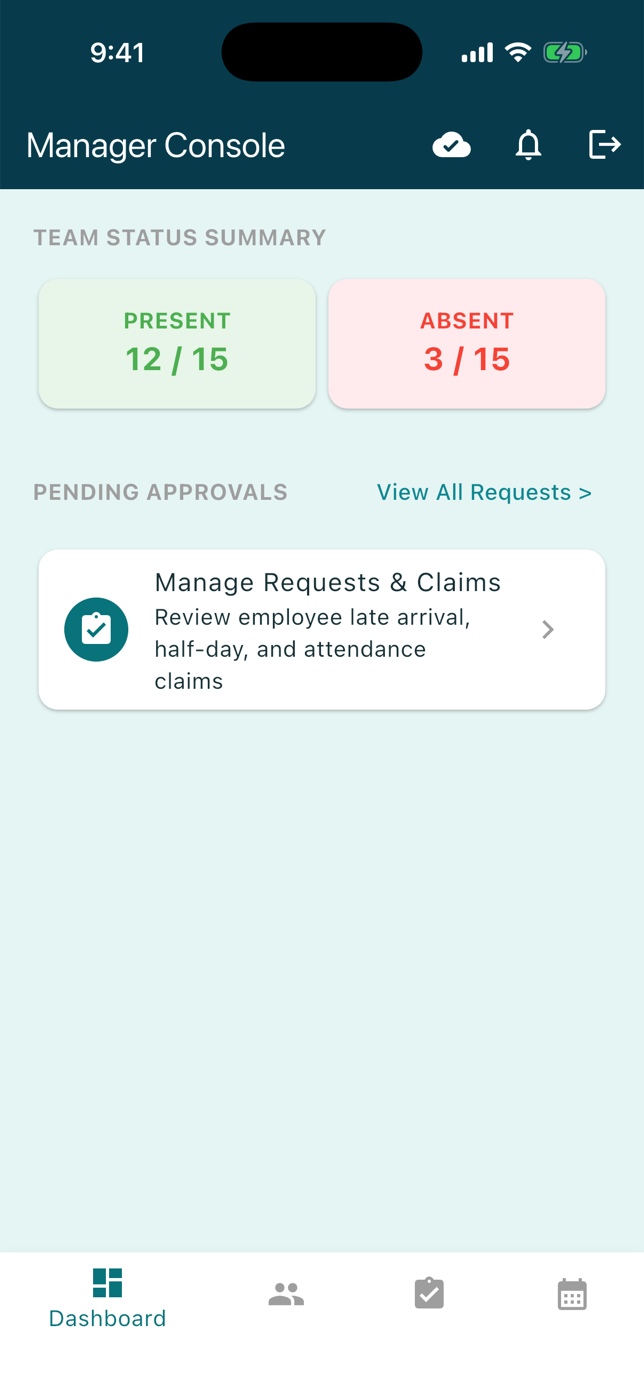 9:41
Manager Console
TEAM STATUS SUMMARY
PRESENT
12 / 15
ABSENT
3 / 15
PENDING APPROVALS
View All Requests >
Manage Requests & Claims
Review employee late arrival,
half-day, and attendance
claims
Dashboard